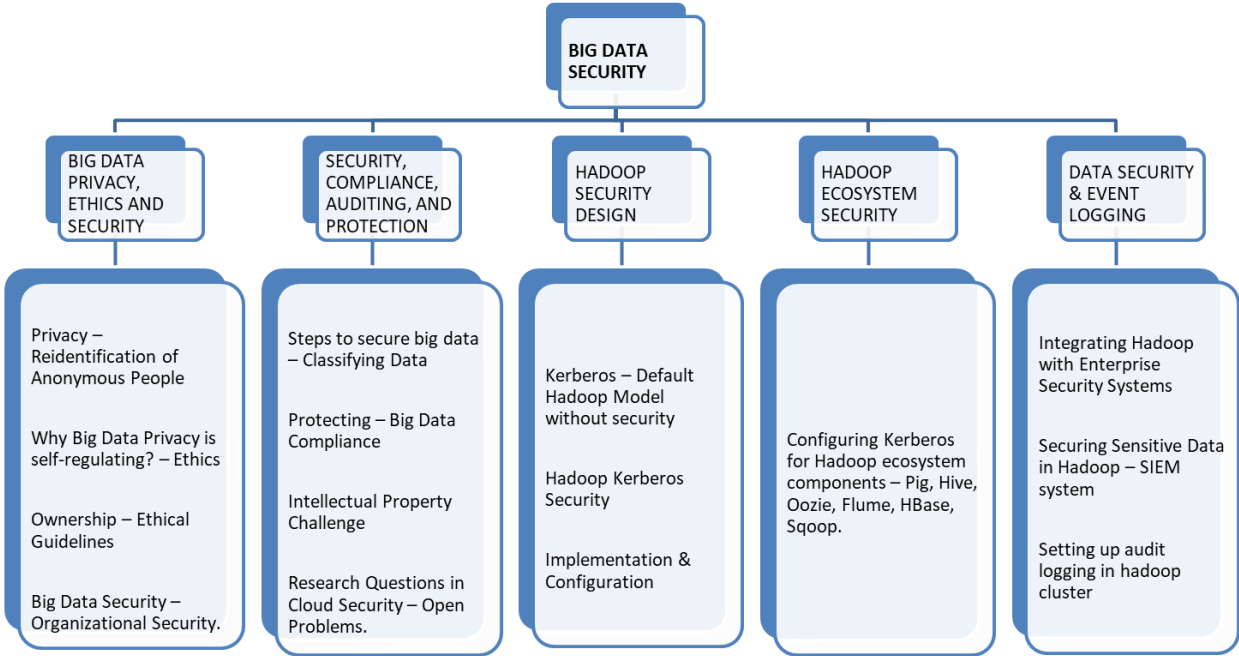 BIG DATA
SECURITY
BIG DATA
PRIVACY,
ETHICS AND
SECURITY
SECURITY,
COMPLIANCE,
AUDITING, AND
PROTECTION
HADOOP
SECURITY
DESIGN
HADOOP
ECOSYSTEM
SECURITY
DATA SECURITY
& EVENT
LOGGING
Privacy –
Reidentification of
Anonymous People
Why Big Data Privacy is
self-regulating? – Ethics
Ownership – Ethical
Guidelines
Big Data Security –
Organizational Security.
Steps to secure big data
– Classifying Data
Protecting – Big Data
Compliance
Intellectual Property
Challenge
Research Questions in
Cloud Security – Open
Problems.
Kerberos – Default
Hadoop Model
without security
Hadoop Kerberos
Security
Implementation &
Configuration
Configuring Kerberos
for Hadoop ecosystem
components – Pig, Hive,
Oozie, Flume, HBase,
Sqoop.
Integrating Hadoop
with Enterprise
Security Systems
Securing Sensitive Data
in Hadoop – SIEM
system
Setting up audit
logging in hadoop
cluster